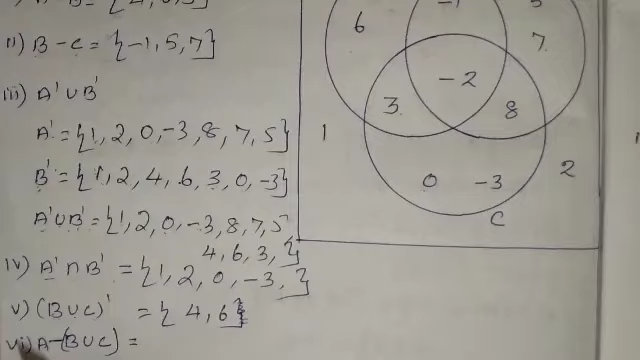 ii) B - C = {-1, 5, 7}
iii) A' ∪ B'
A' = {1, 2, 0, -3, 8, 7, 5}
B' = {1, 2, 4, 6, 3, 0, -3}
A' ∪ B' = {1, 2, 0, -3, 8, 7, 5
4, 6, 3, }
iv) A' ∩ B' = {1, 2, 0, -3, }
v) (B ∪ C)' = { 4, 6}
vi) A - (B ∪ C) =
6
-1
5
7
-2
3
8
1
0
-3
2
C